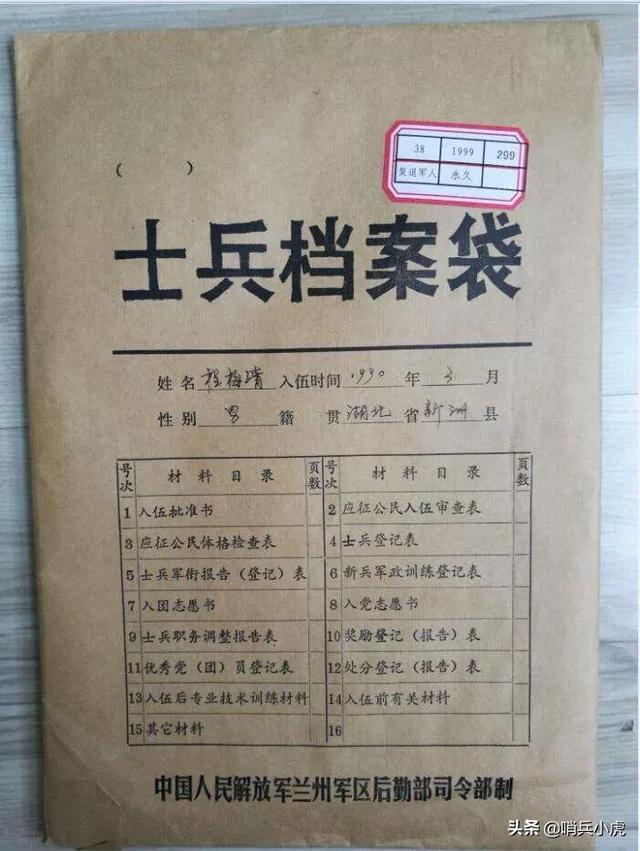 38 1999 299
复退军人 永久
( )
士兵档案袋
姓名 程梅靖 入伍时间 1990 年 3 月
性别 男 籍贯 湖北 省 新洲 县
号次 材料目录 页数 号次 材料目录 页数
1 入伍批准书 2 应征公民入伍审查表
3 应征公民体格检查表 4 士兵登记表
5 士兵军衔报告（登记）表 6 新兵军政训练登记表
7 入团志愿书 8 入党志愿书
9 士兵职务调整报告表 10 奖励登记（报告）表
11 优秀党（团）员登记表 12 处分登记（报告）表
13 入伍后专业技术训练材料 14 入伍前有关材料
15 其它材料 16
中国人民解放军兰州军区后勤部司令部制
头条 @哨兵小虎